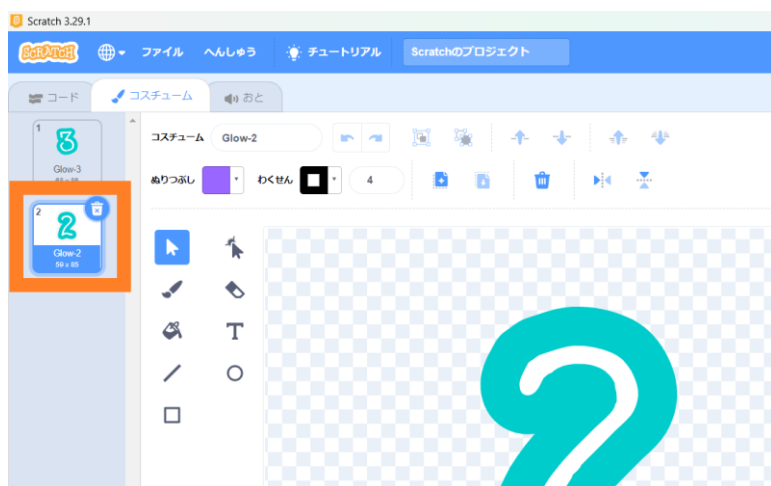 Scratch 3.29.1
SCRATCH ファイル へんしゅう チュートリアル Scratchのプロジェクト
コード コスチューム おと
1
3
Glow-3
コスチューム Glow-2
ぬりつぶし わくせん 4
2
2
Glow-2
59 x 85
T
2